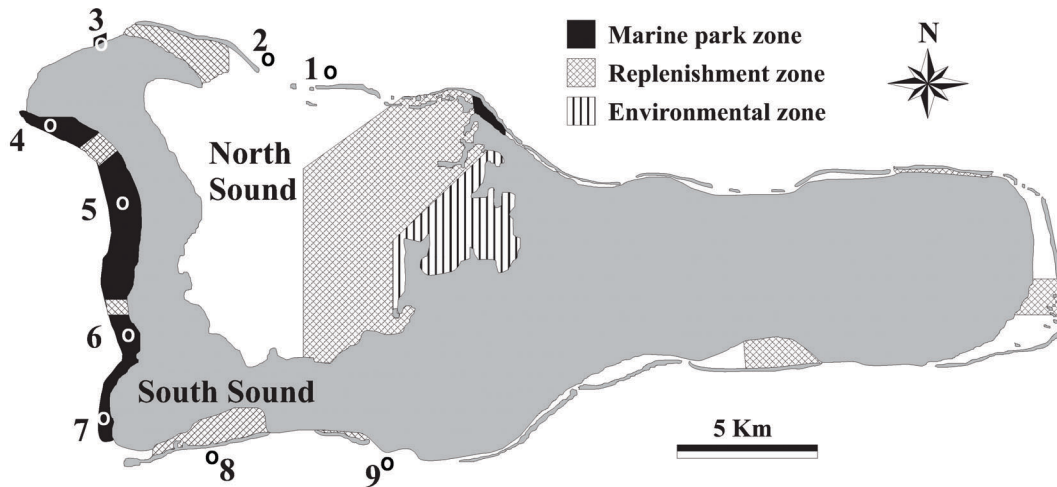 3
2
1
Marine park zone
Replenishment zone
Environmental zone
N
4
North
Sound
5
6
South Sound
7
8
9
5 Km